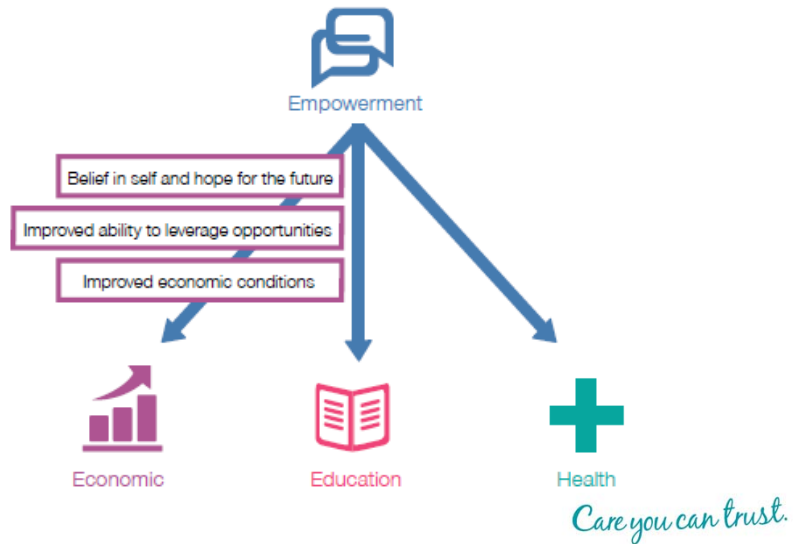 Empowerment
Belief in self and hope for the future
Improved ability to leverage opportunities
Improved economic conditions
Economic
Education
Health
Care you can trust.